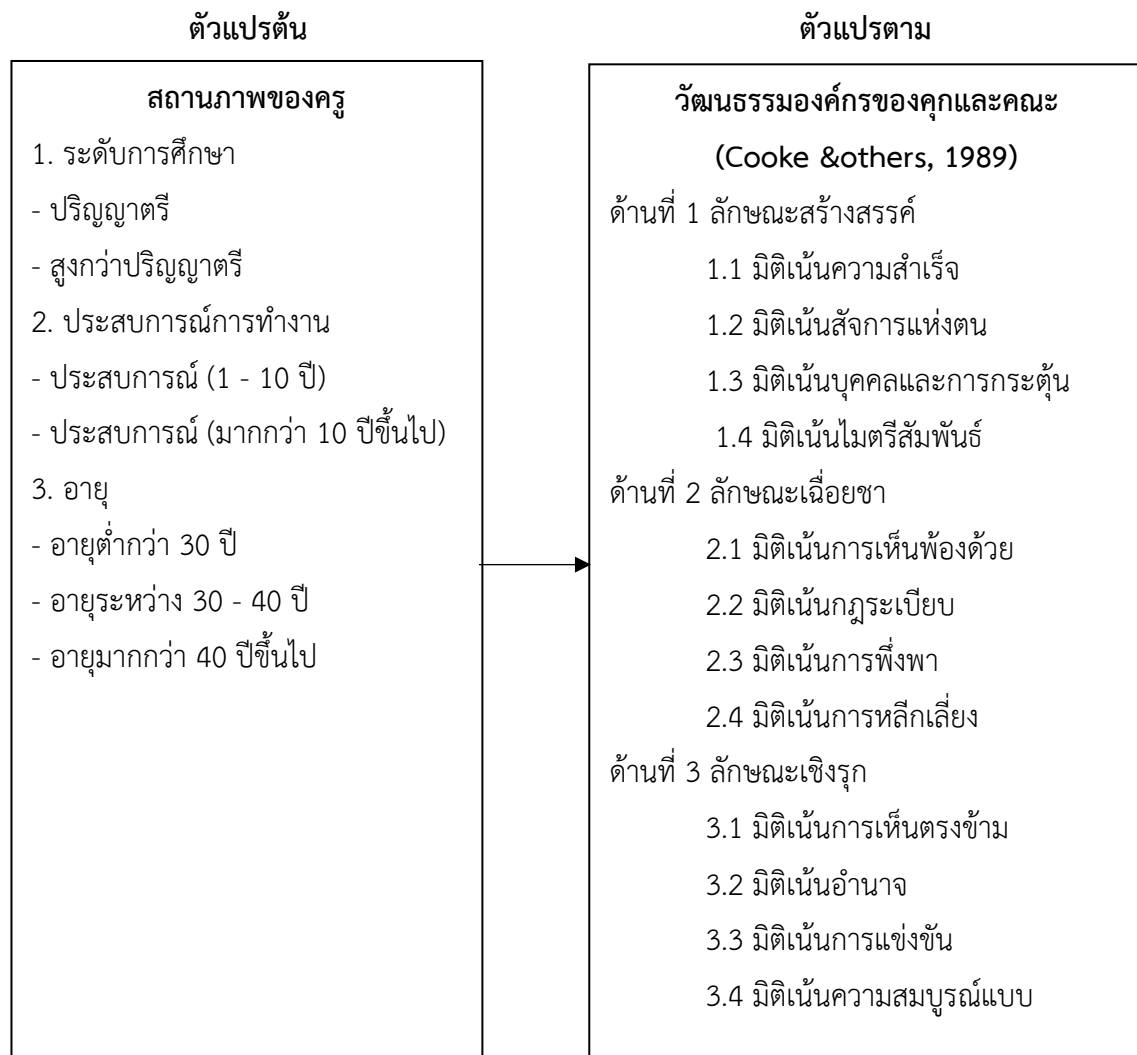 ตัวแปรต้น
สถานภาพของครู
1. ระดับการศึกษา
- ปริญญาตรี
- สูงกว่าปริญญาตรี
2. ประสบการณ์การทำงาน
- ประสบการณ์ (1 - 10 ปี)
- ประสบการณ์ (มากกว่า 10 ปีขึ้นไป)
3. อายุ
- อายุต่ำกว่า 30 ปี
- อายุระหว่าง 30 - 40 ปี
- อายุมากกว่า 40 ปีขึ้นไป
ตัวแปรตาม
วัฒนธรรมองค์กรของคุกและคณะ
(Cooke &others, 1989)
ด้านที่ 1 ลักษณะสร้างสรรค์
1.1 มิติเน้นความสำเร็จ
1.2 มิติเน้นสัจการแห่งตน
1.3 มิติเน้นบุคคลและการกระตุ้น
1.4 มิติเน้นไมตรีสัมพันธ์
ด้านที่ 2 ลักษณะเฉื่อยชา
2.1 มิติเน้นการเห็นพ้องด้วย
2.2 มิติเน้นกฎระเบียบ
2.3 มิติเน้นการพึ่งพา
2.4 มิติเน้นการหลีกเลี่ยง
ด้านที่ 3 ลักษณะเชิงรุก
3.1 มิติเน้นการเห็นตรงข้าม
3.2 มิติเน้นอำนาจ
3.3 มิติเน้นการแข่งขัน
3.4 มิติเน้นความสมบูรณ์แบบ